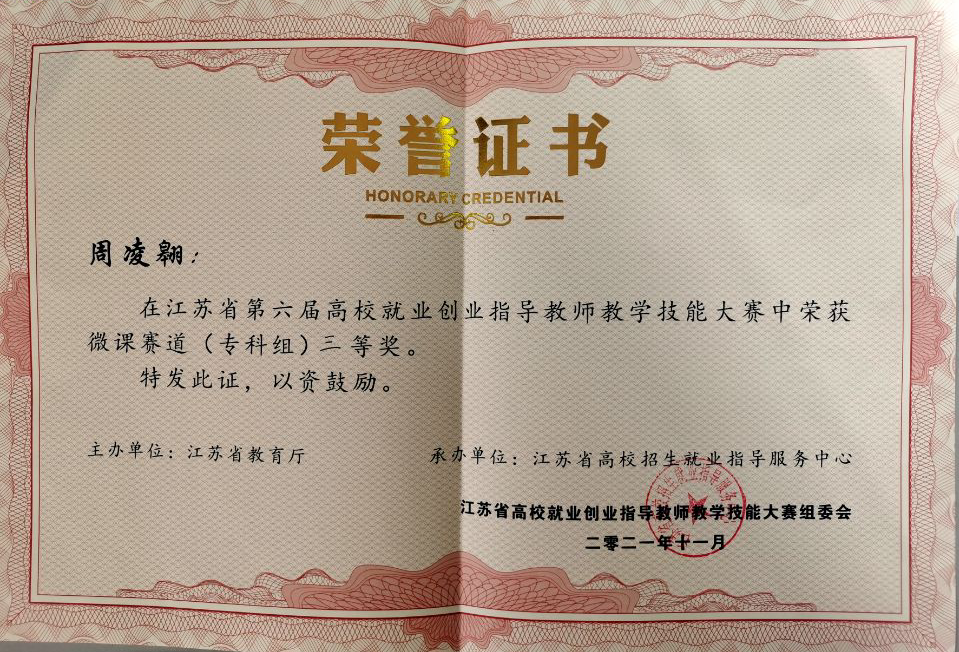 荣誉证书
HONORARY CREDENTIAL
周凌翱：
在江苏省第六届高校就业创业指导教师教学技能大赛中荣获
微课赛道（专科组）三等奖。
特发此证，以资鼓励。
主办单位：江苏省教育厅
承办单位：江苏省高校招生就业指导服务中心
江苏省高校就业创业指导教师教学技能大赛组委会
二零二一年十一月